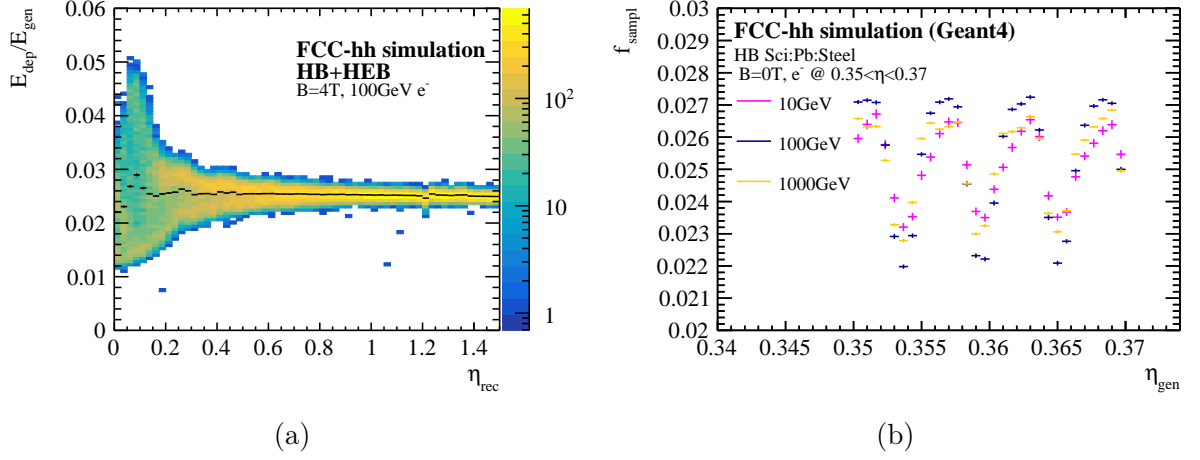 E_dep/E_gen
0.06
0.05
0.04
0.03
0.02
0.01
0
0 0.2 0.4 0.6 0.8 1 1.2 1.4
η_rec
FCC-hh simulation
HB+HEB
B=4T, 100GeV e⁻
10²
10
1
(a)
f_sampl
0.03
0.029
0.028
0.027
0.026
0.025
0.024
0.023
0.022
0.021
0.02
0.34 0.345 0.35 0.355 0.36 0.365 0.37
η_gen
FCC-hh simulation (Geant4)
HB Sci:Pb:Steel
B=0T, e⁻ @ 0.35<η<0.37
10GeV
100GeV
1000GeV
(b)